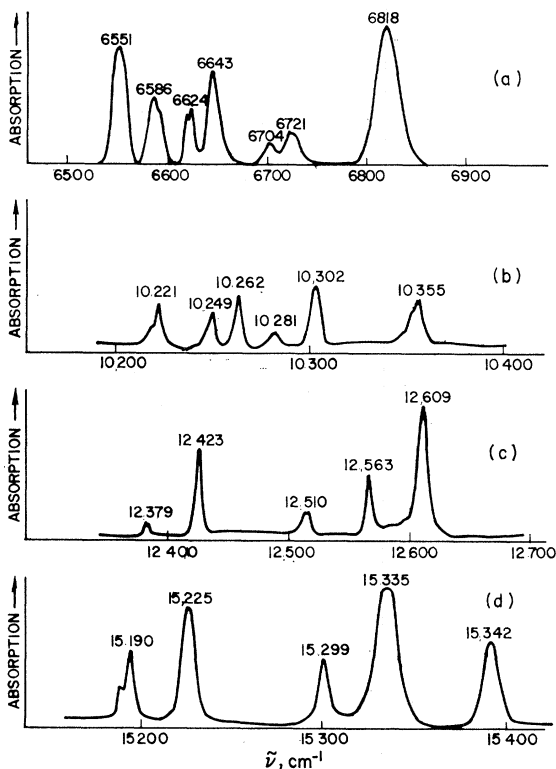 ABSORPTION →
6551
6586
6624
6643
6704
6721
6818
(a)
6500 6600 6700 6800 6900
ABSORPTION →
10.221
10.249
10.262
10.281
10.302
10.355
(b)
10.200 10.300 10.400
ABSORPTION →
12.379
12 423
12,510
12,563
12,609
(c)
12 400 12.500 12.600 12.700
ABSORPTION →
15.190
15,225
15,299
15,335
15,342
(d)
15200 15 300 15 400
ν̃, cm⁻¹